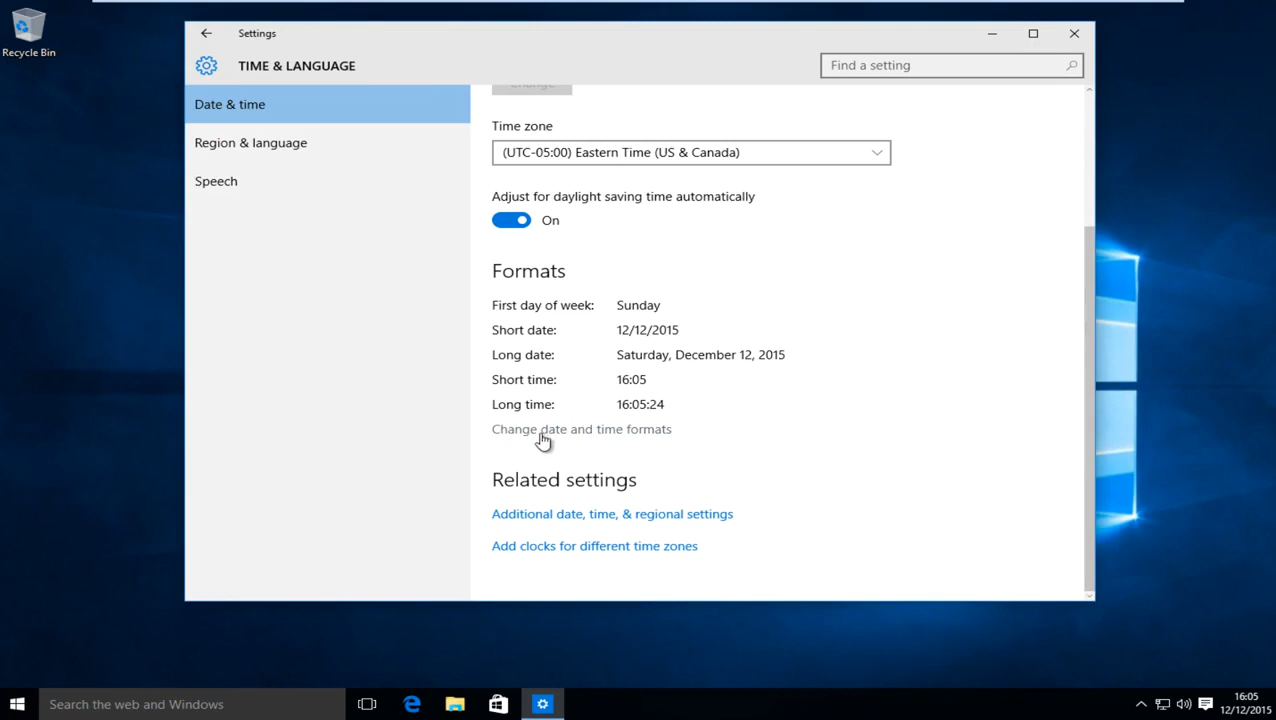 Recycle Bin
Settings
TIME & LANGUAGE
Find a setting
Date & time
Region & language
Speech
Change
Time zone
(UTC-05:00) Eastern Time (US & Canada)
Adjust for daylight saving time automatically
On
Formats
First day of week: Sunday
Short date: 12/12/2015
Long date: Saturday, December 12, 2015
Short time: 16:05
Long time: 16:05:24
Change date and time formats
Related settings
Additional date, time, & regional settings
Add clocks for different time zones
Search the web and Windows
16:05
12/12/2015